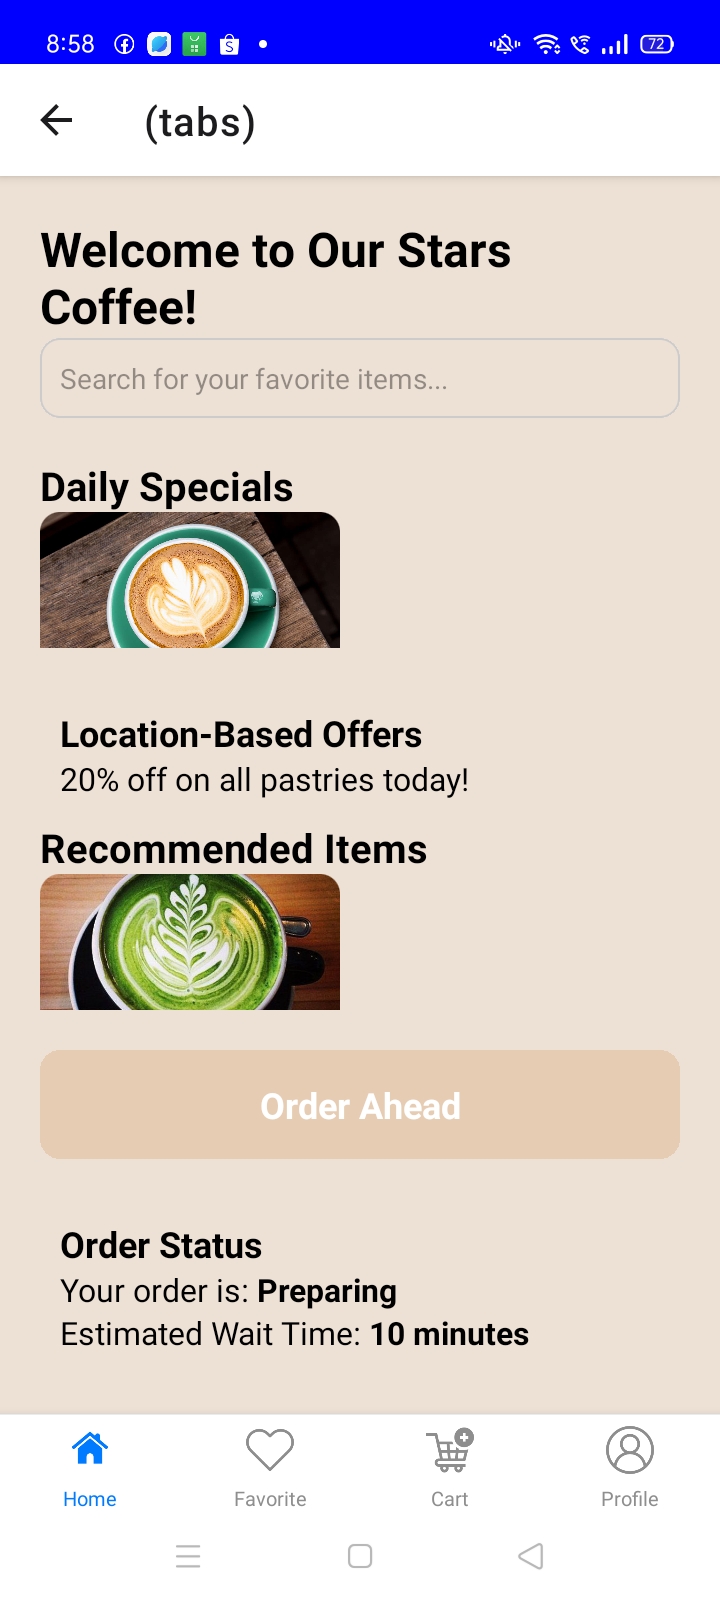 8:58
72
(tabs)
Welcome to Our Stars
Coffee!
Search for your favorite items...
Daily Specials
Location-Based Offers
20% off on all pastries today!
Recommended Items
Order Ahead
Order Status
Your order is: Preparing
Estimated Wait Time: 10 minutes
Home
Favorite
Cart
Profile